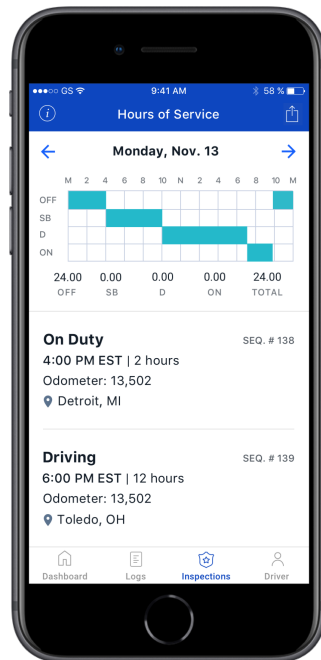 GS 9:41 AM 58 %
Hours of Service
Monday, Nov. 13
M 2 4 6 8 10 N 2 4 6 8 10 M
OFF
SB
D
ON
24.00 0.00 0.00 0.00 24.00
OFF SB D ON TOTAL
On Duty SEQ. # 138
4:00 PM EST | 2 hours
Odometer: 13,502
Detroit, MI
Driving SEQ. # 139
6:00 PM EST | 12 hours
Odometer: 13,502
Toledo, OH
Dashboard Logs Inspections Driver